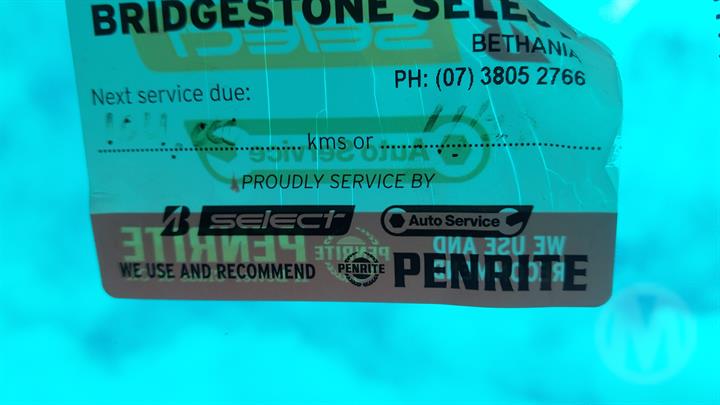 BRIDGESTONE SELECT
BETHANIA
PH: (07) 3805 2766
Next service due:
kms or
PROUDLY SERVICE BY
B select Auto Service
WE USE AND RECOMMEND PENRITE PENRITE